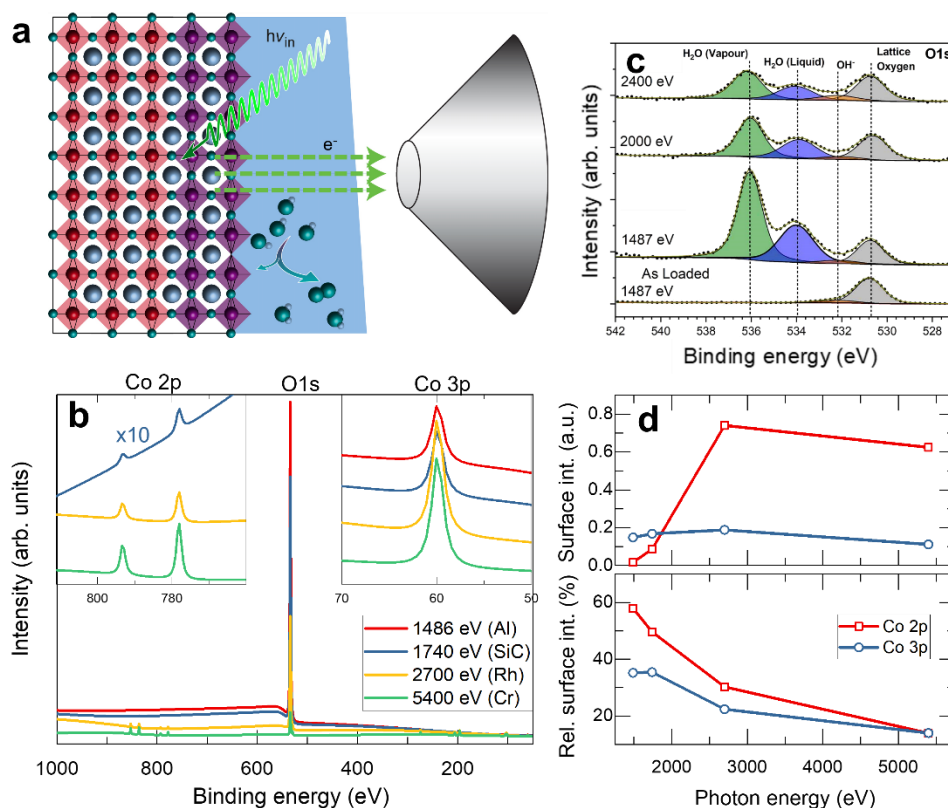 a
hνin
e-
c
O1s
H₂O (Vapour)
H₂O (Liquid)
OH-
Lattice
Oxygen
2400 eV
2000 eV
1487 eV
As Loaded
1487 eV
Intensity (arb. units)
542 540 538 536 534 532 530 528
Binding energy (eV)
b
Co 2p
O1s
Co 3p
x10
800 780
70 60 50
1486 eV (Al)
1740 eV (SiC)
2700 eV (Rh)
5400 eV (Cr)
Intensity (arb. units)
1000 800 600 400 200
Binding energy (eV)
d
Surface int. (a.u.)
0.8
0.6
0.4
0.2
0.0
Rel. surface int. (%)
60
40
20
Co 2p
Co 3p
2000 3000 4000 5000
Photon energy (eV)